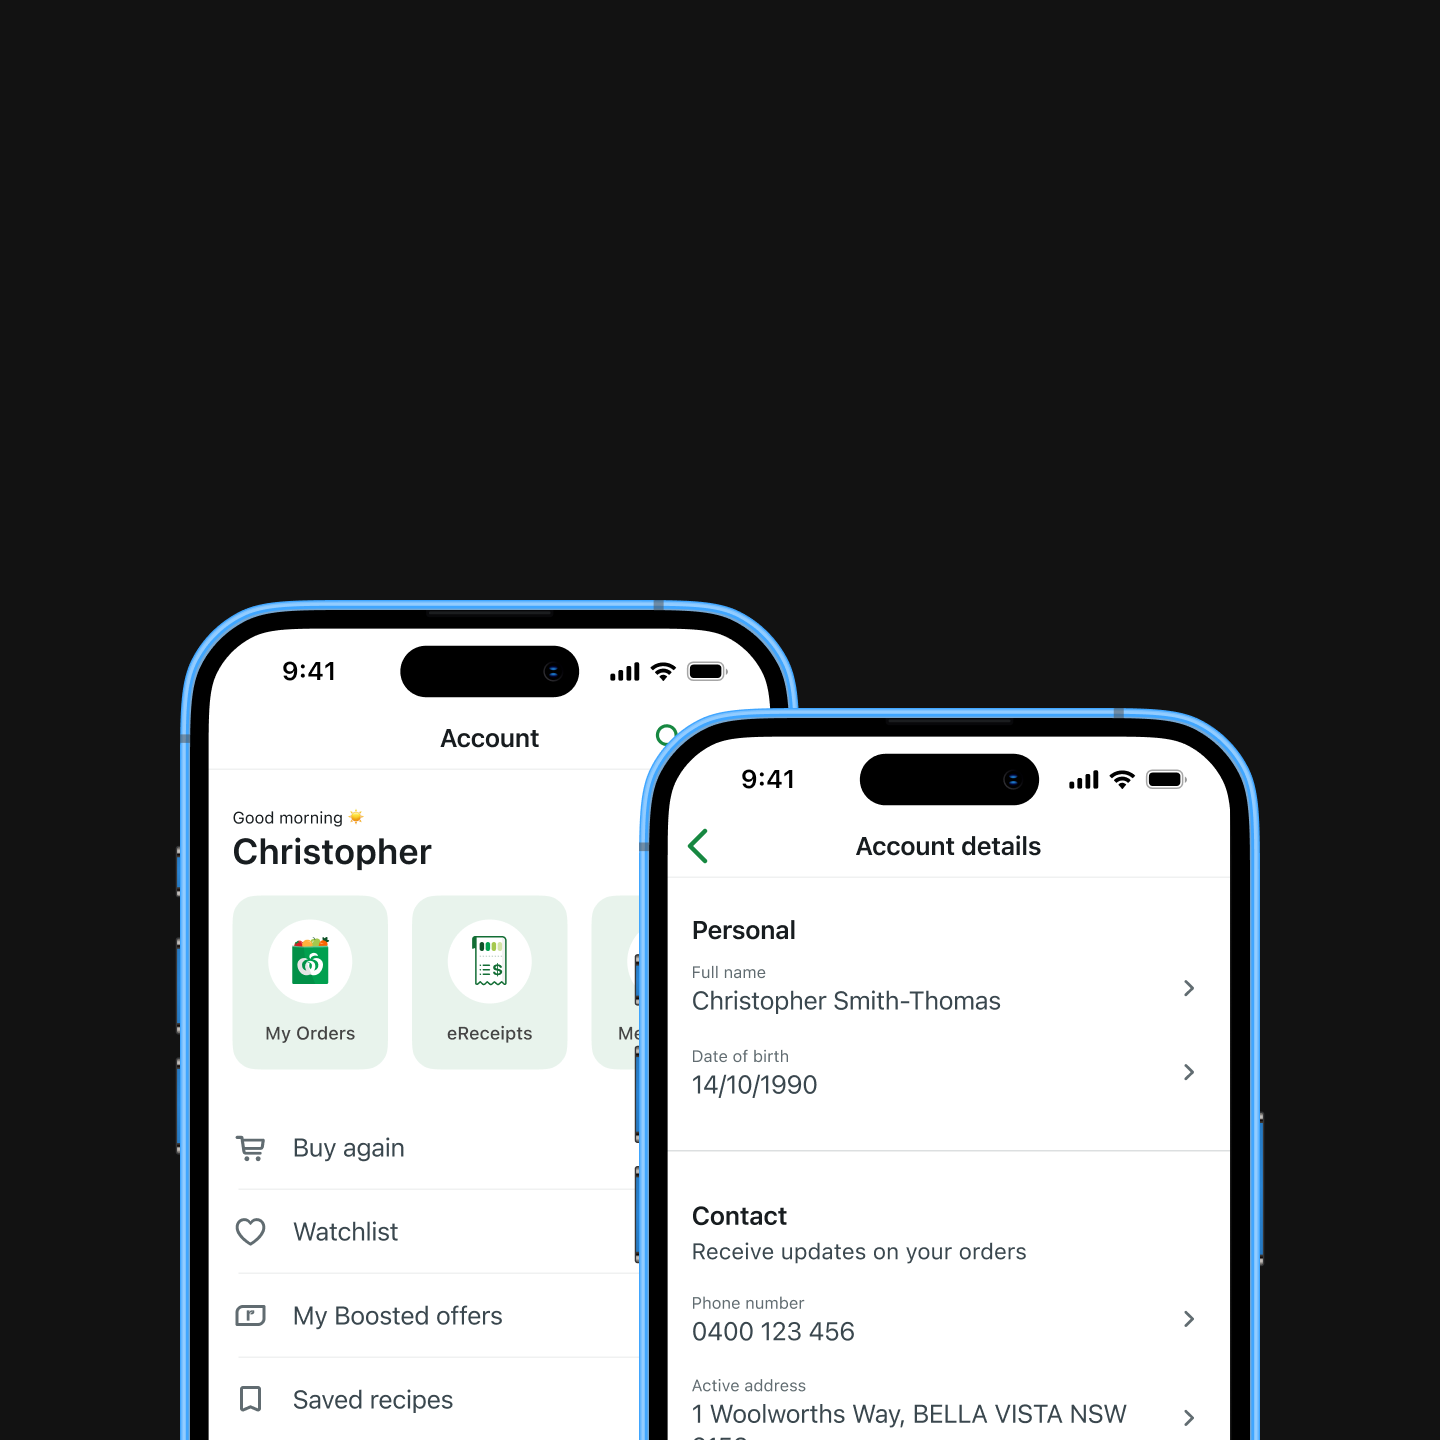 9:41
Account
Good morning
Christopher
My Orders
eReceipts
Buy again
Watchlist
My Boosted offers
Saved recipes
9:41
Account details
Personal
Full name
Christopher Smith-Thomas
Date of birth
14/10/1990
Contact
Receive updates on your orders
Phone number
0400 123 456
Active address
1 Woolworths Way, BELLA VISTA NSW